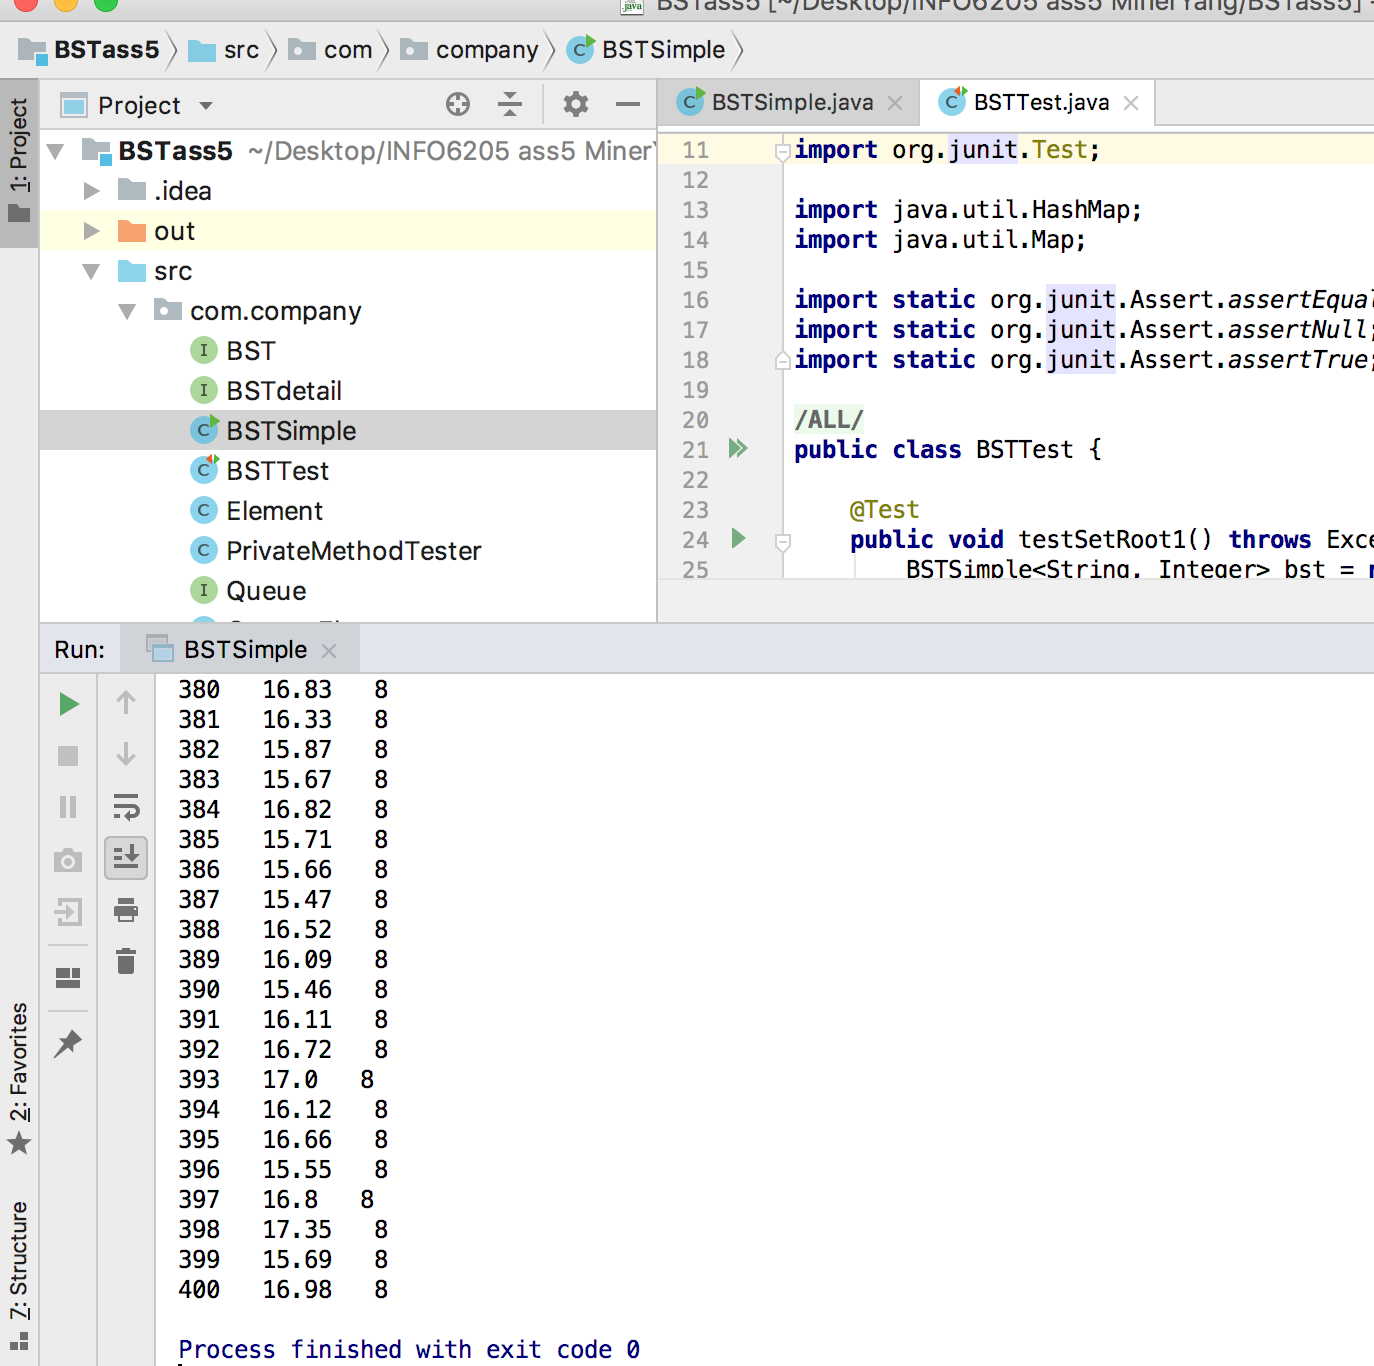 BSTass5 [~/Desktop/INFO6205 ass5 MinerYang/BSTass5]
BSTass5 src com company BSTSimple
1: Project
Project
BSTass5 ~/Desktop/INFO6205 ass5 Miner
.idea
out
src
com.company
BST
BSTdetail
BSTSimple
BSTTest
Element
PrivateMethodTester
Queue
BSTSimple.java
BSTTest.java
11 import org.junit.Test;
12
13 import java.util.HashMap;
14 import java.util.Map;
15
16 import static org.junit.Assert.assertEqual
17 import static org.junit.Assert.assertNull;
18 import static org.junit.Assert.assertTrue;
19
20 /ALL/
21 public class BSTTest {
22
23 @Test
24 public void testSetRoot1() throws Exce
25 BSTSimple<String, Integer> bst =
Run: BSTSimple
380 16.83 8
381 16.33 8
382 15.87 8
383 15.67 8
384 16.82 8
385 15.71 8
386 15.66 8
387 15.47 8
388 16.52 8
389 16.09 8
390 15.46 8
391 16.11 8
392 16.72 8
393 17.0 8
394 16.12 8
395 16.66 8
396 15.55 8
397 16.8 8
398 17.35 8
399 15.69 8
400 16.98 8
Process finished with exit code 0
2: Favorites
7: Structure